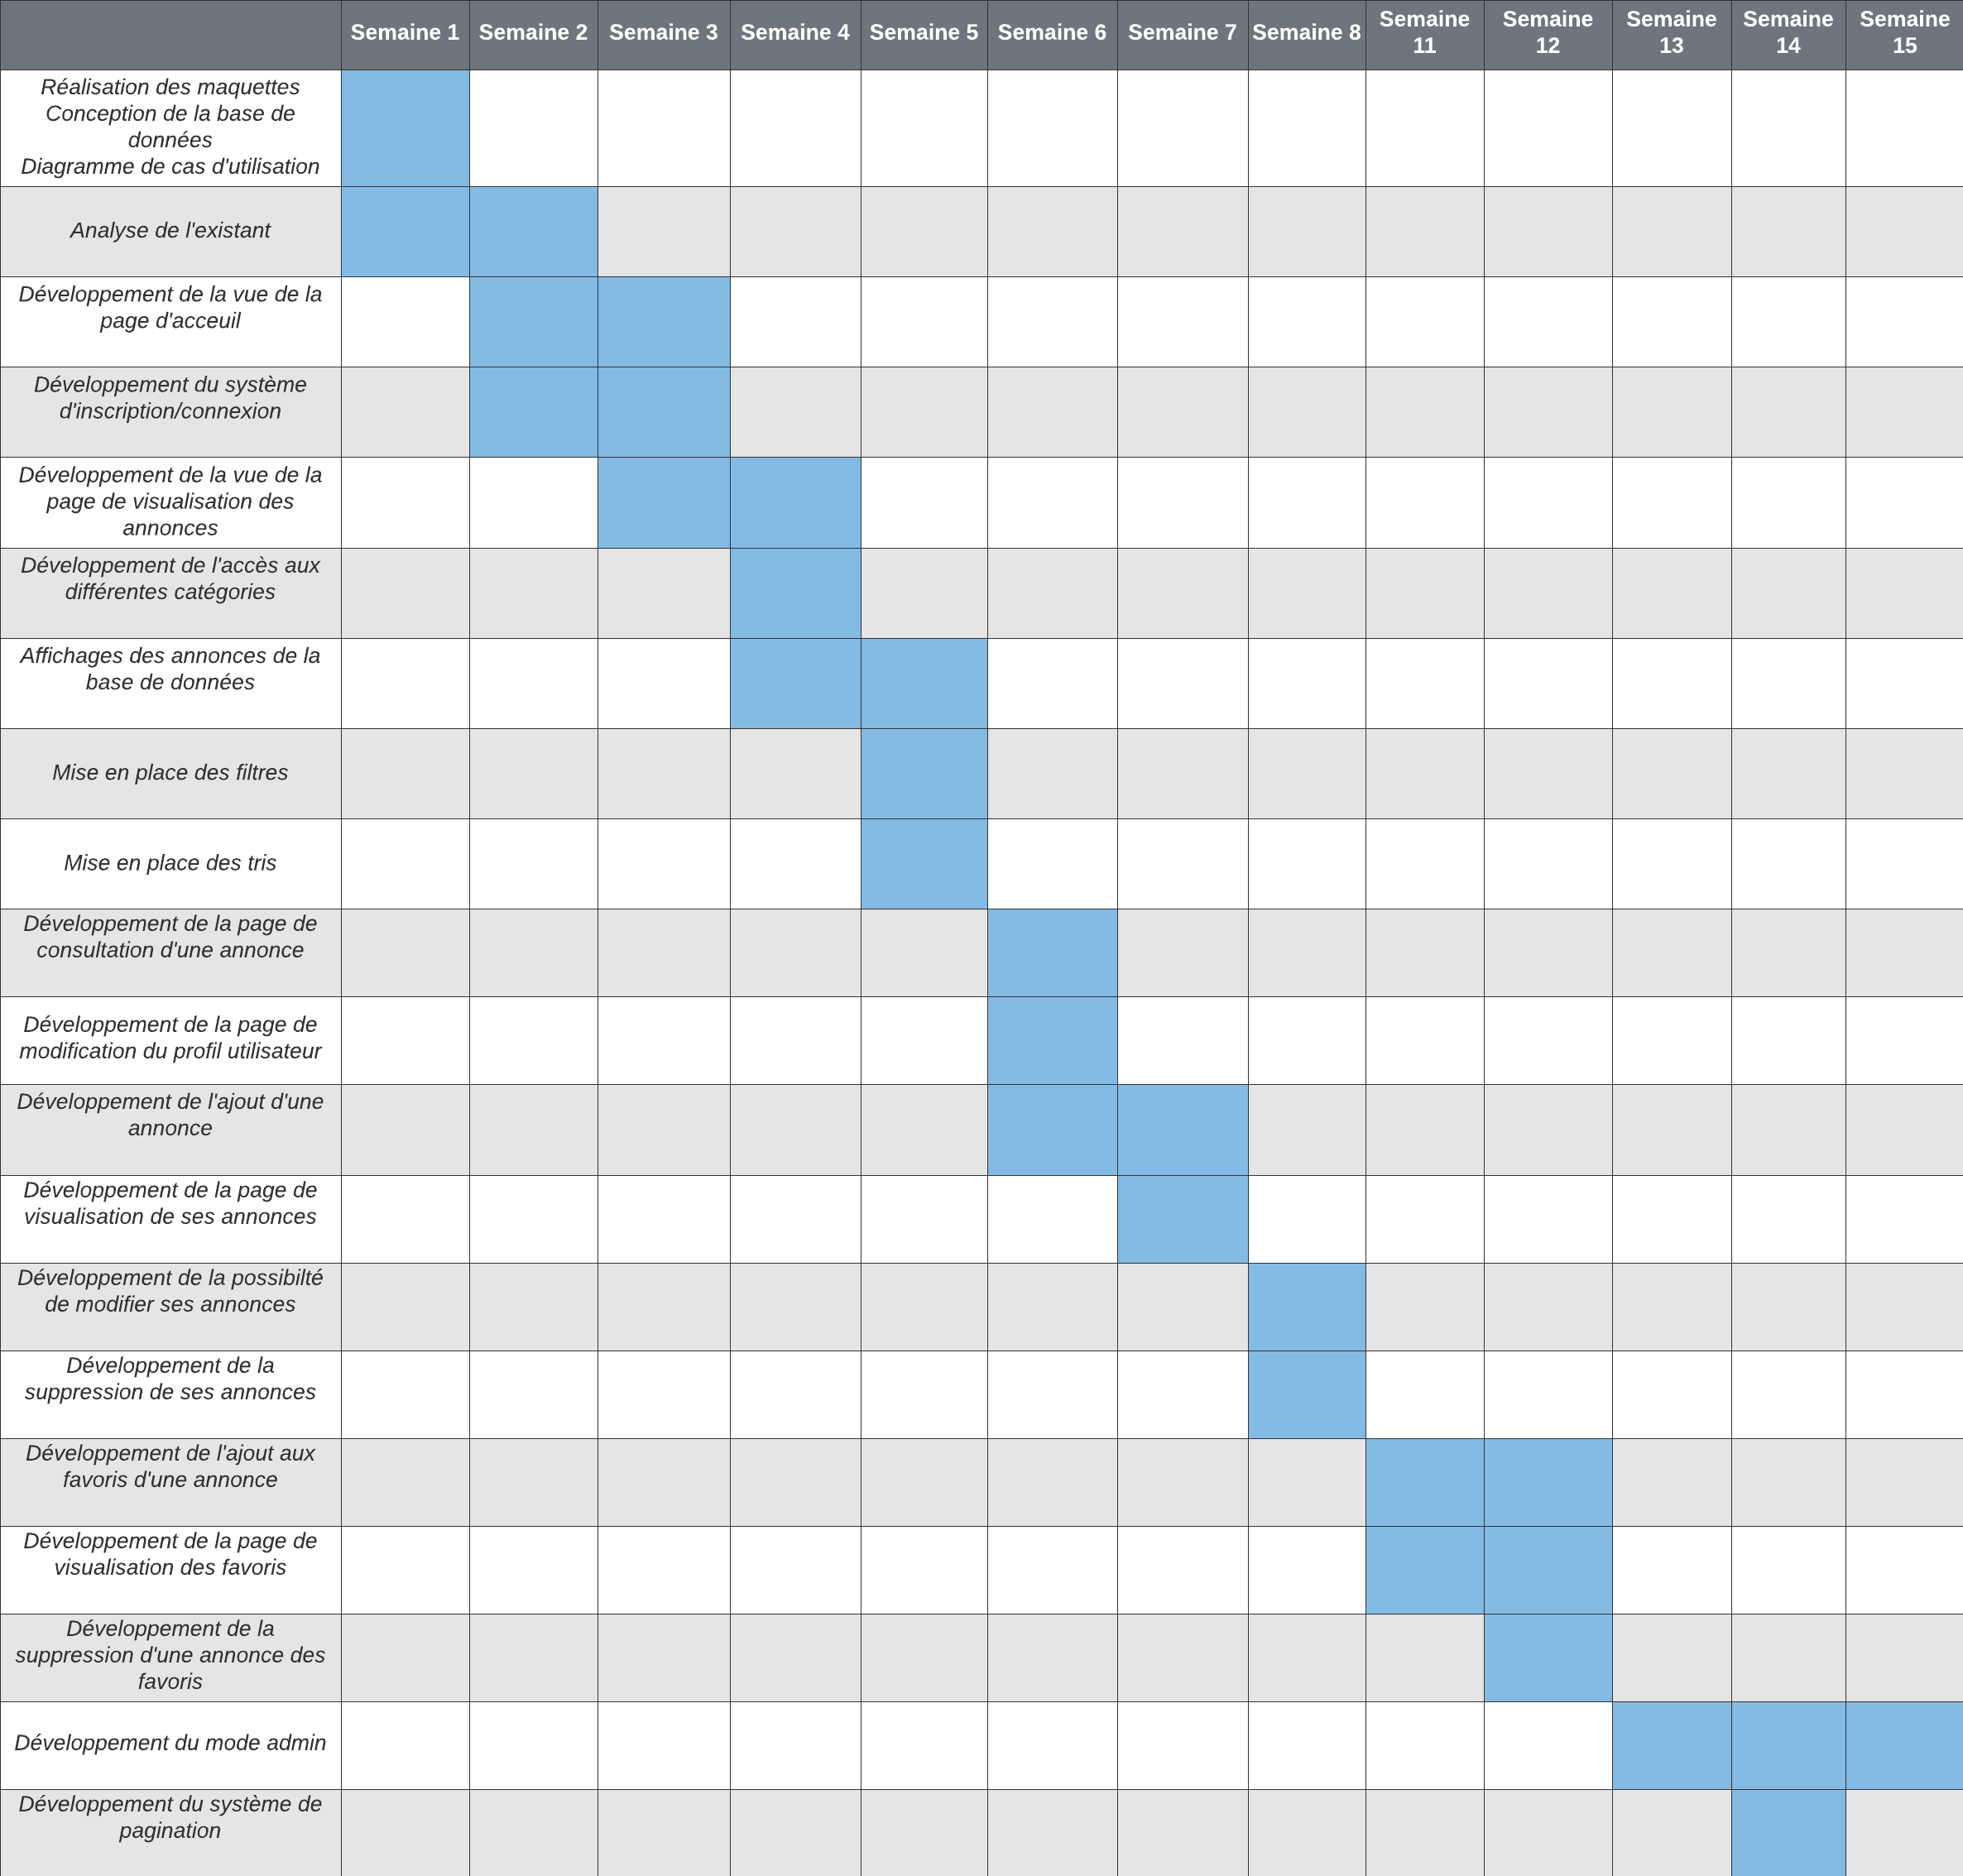 Semaine 1 Semaine 2 Semaine 3 Semaine 4 Semaine 5 Semaine 6 Semaine 7 Semaine 8 Semaine 11 Semaine 12 Semaine 13 Semaine 14 Semaine 15
Réalisation des maquettes
Conception de la base de
données
Diagramme de cas d'utilisation
Analyse de l'existant
Développement de la vue de la
page d'acceuil
Développement du système
d'inscription/connexion
Développement de la vue de la
page de visualisation des
annonces
Développement de l'accès aux
différentes catégories
Affichages des annonces de la
base de données
Mise en place des filtres
Mise en place des tris
Développement de la page de
consultation d'une annonce
Développement de la page de
modification du profil utilisateur
Développement de l'ajout d'une
annonce
Développement de la page de
visualisation de ses annonces
Développement de la possibilté
de modifier ses annonces
Développement de la
suppression de ses annonces
Développement de l'ajout aux
favoris d'une annonce
Développement de la page de
visualisation des favoris
Développement de la
suppression d'une annonce des
favoris
Développement du mode admin
Développement du système de
pagination